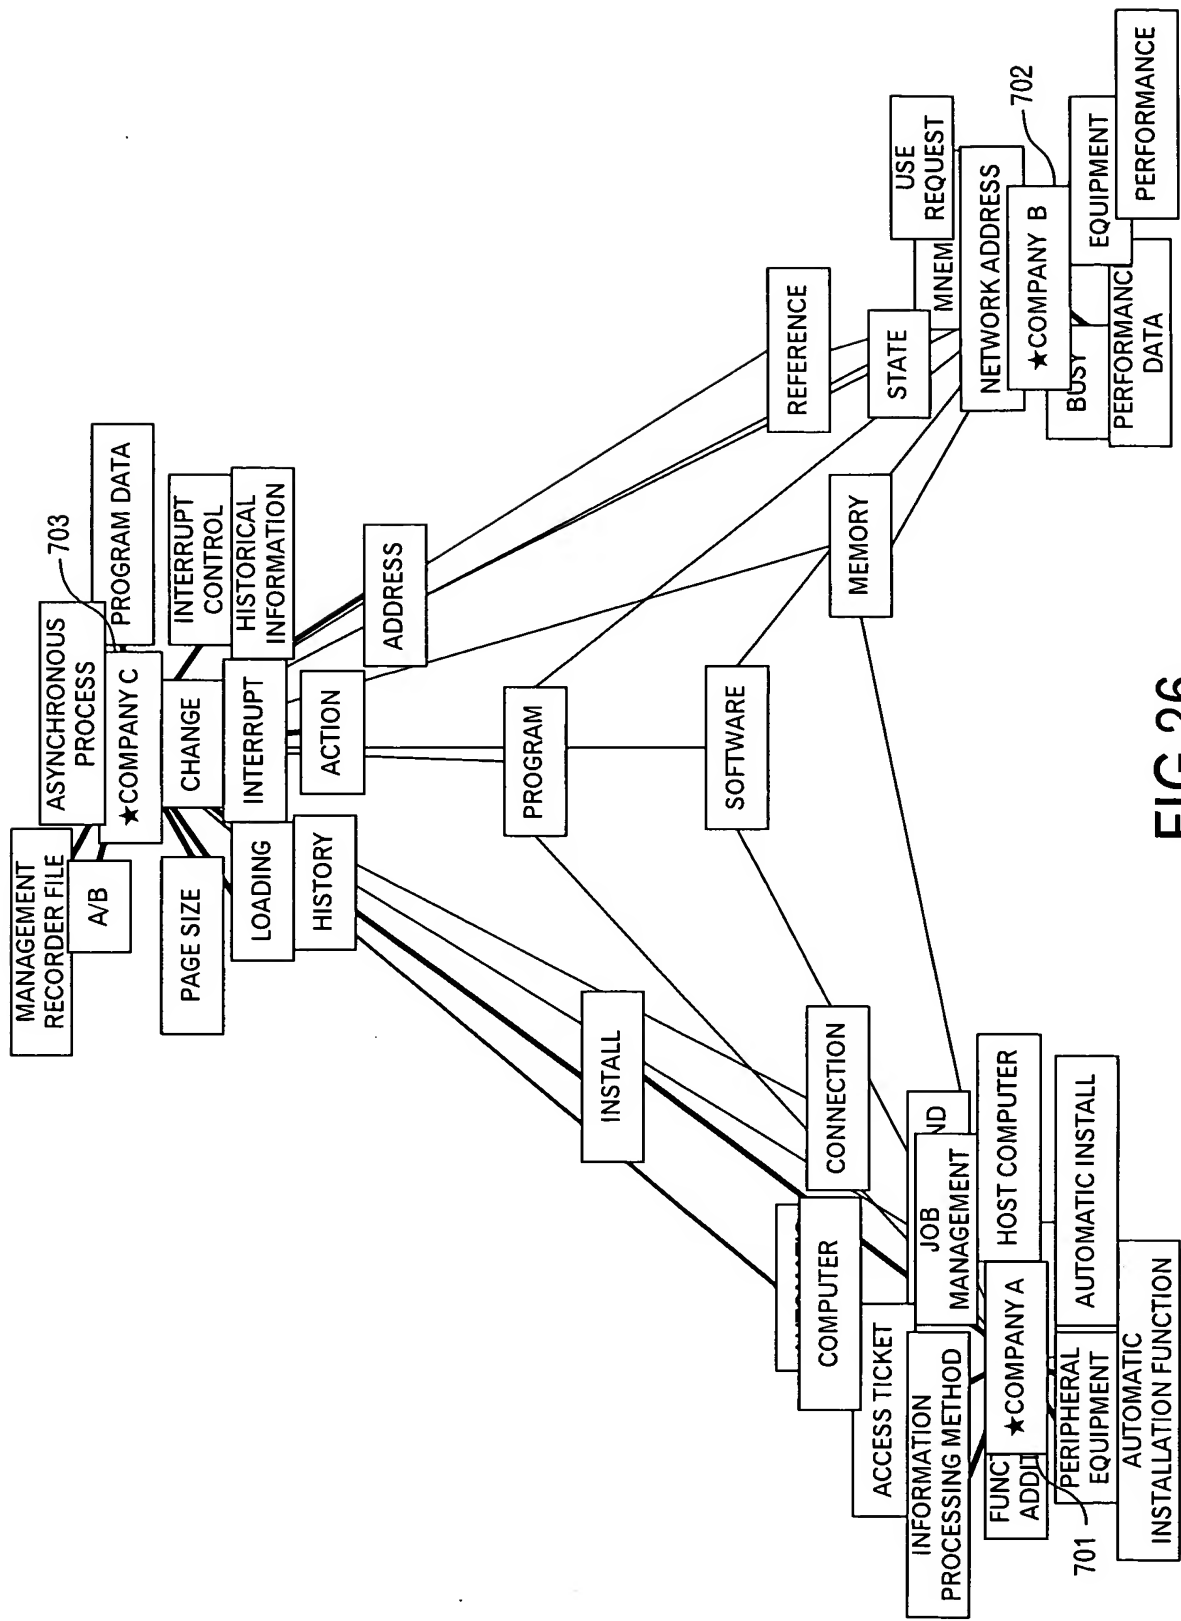 MANAGEMENT
RECORDER FILE
ASYNCHRONOUS
PROCESS
703
A/B
★COMPANY C
PROGRAM DATA
PAGE SIZE
CHANGE
INTERRUPT
CONTROL
LOADING
INTERRUPT
HISTORICAL
INFORMATION
HISTORY
ACTION
ADDRESS
PROGRAM
INSTALL
SOFTWARE
REFERENCE
MEMORY
CONNECTION
COMPUTER
STATE
USE
REQUEST
MNEM
702
ACCESS TICKET
INFORMATION
PROCESSING METHOD
JOB
MANAGEMENT
ND
NETWORK ADDRESS
HOST COMPUTER
★COMPANY A
★COMPANY B
FUNCT
ADDIT
701
PERIPHERAL
EQUIPMENT
AUTOMATIC INSTALL
AUTOMATIC
INSTALLATION FUNCTION
BUSY
EQUIPMENT
PERFORMANC
DATA
PERFORMANCE
FIG. 26